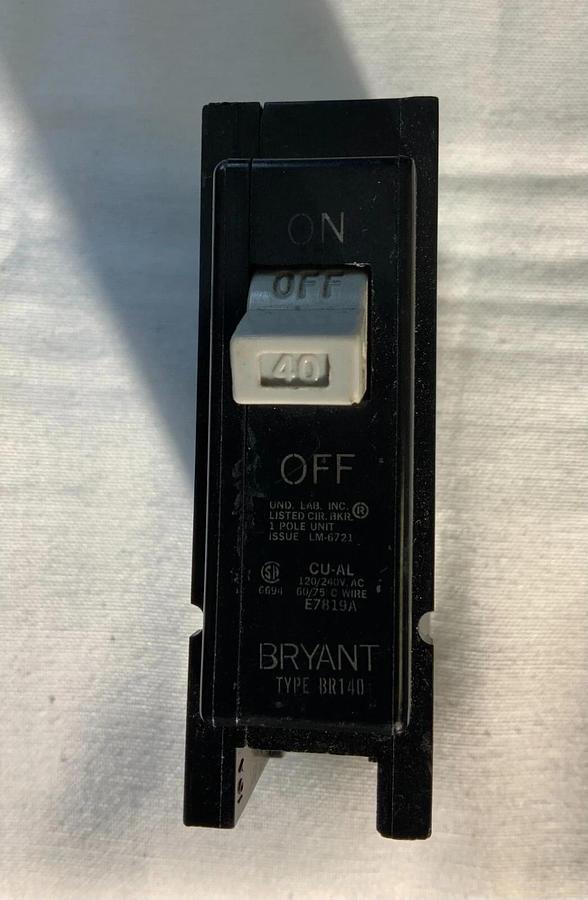 ON
OFF
40
OFF
UND. LAB. INC. ®
LISTED CIR. BKR.
1 POLE UNIT
ISSUE LM-6721
CU-AL
120/240V. AC
6694 60/75 C WIRE
E7819A
BRYANT
TYPE BR140